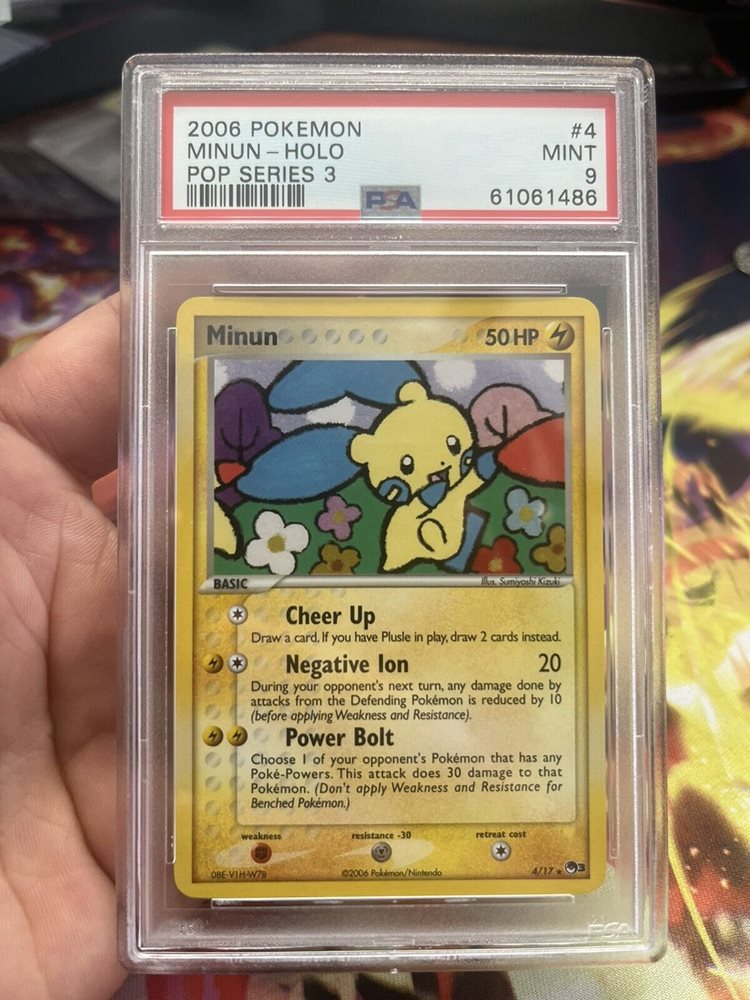 2006 POKEMON #4
MINUN - HOLO MINT
POP SERIES 3 9
PSA 61061486
Minun 50 HP
BASIC Illus. Sumiyoshi Kizuki
Cheer Up
Draw a card. If you have Plusle in play, draw 2 cards instead.
Negative Ion 20
During your opponent's next turn, any damage done by
attacks from the Defending Pokémon is reduced by 10
(before applying Weakness and Resistance).
Power Bolt
Choose 1 of your opponent's Pokémon that has any
Poké-Powers. This attack does 30 damage to that
Pokémon. (Don't apply Weakness and Resistance for
Benched Pokémon.)
weakness resistance -30 retreat cost
08E-V1H-W78 ©2006 Pokémon/Nintendo 4/17 ★ 3
PSA